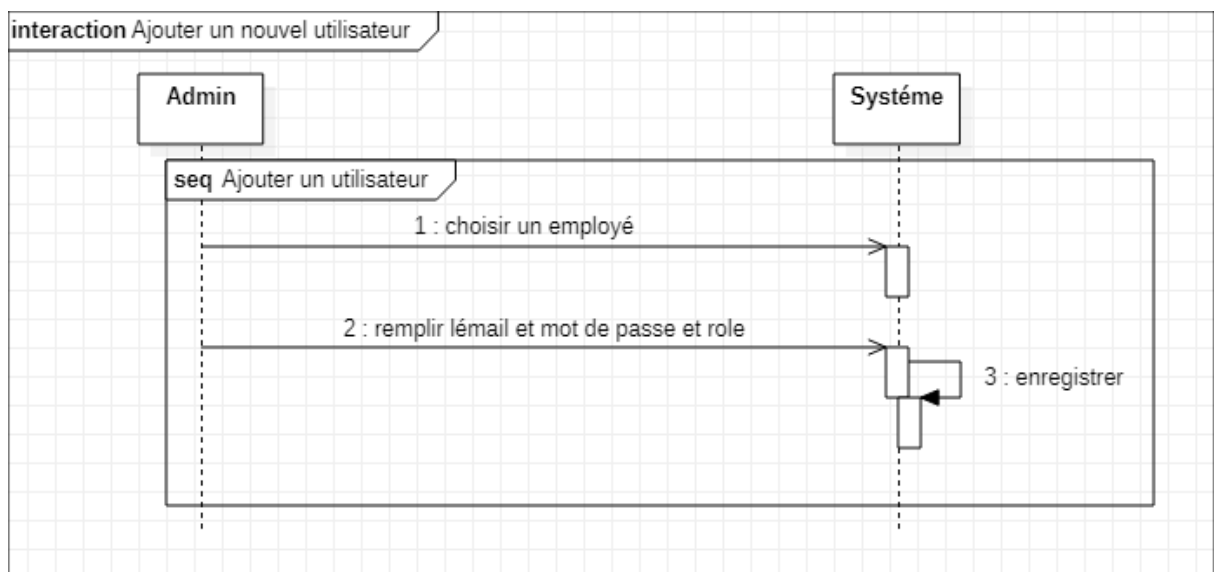 interaction Ajouter un nouvel utilisateur
Admin
Systéme
seq Ajouter un utilisateur
1 : choisir un employé
2 : remplir lémail et mot de passe et role
3 : enregistrer